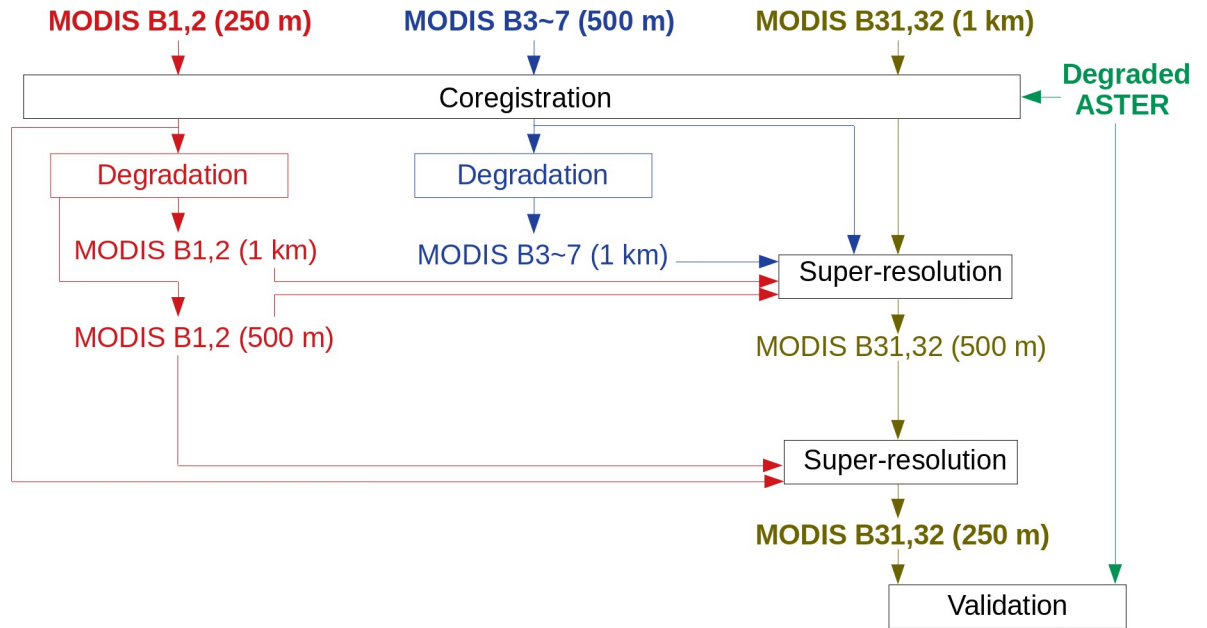 MODIS B1,2 (250 m)
MODIS B3~7 (500 m)
MODIS B31,32 (1 km)
Degraded
ASTER
Coregistration
Degradation
Degradation
MODIS B1,2 (1 km)
MODIS B3~7 (1 km)
Super-resolution
MODIS B1,2 (500 m)
MODIS B31,32 (500 m)
Super-resolution
MODIS B31,32 (250 m)
Validation